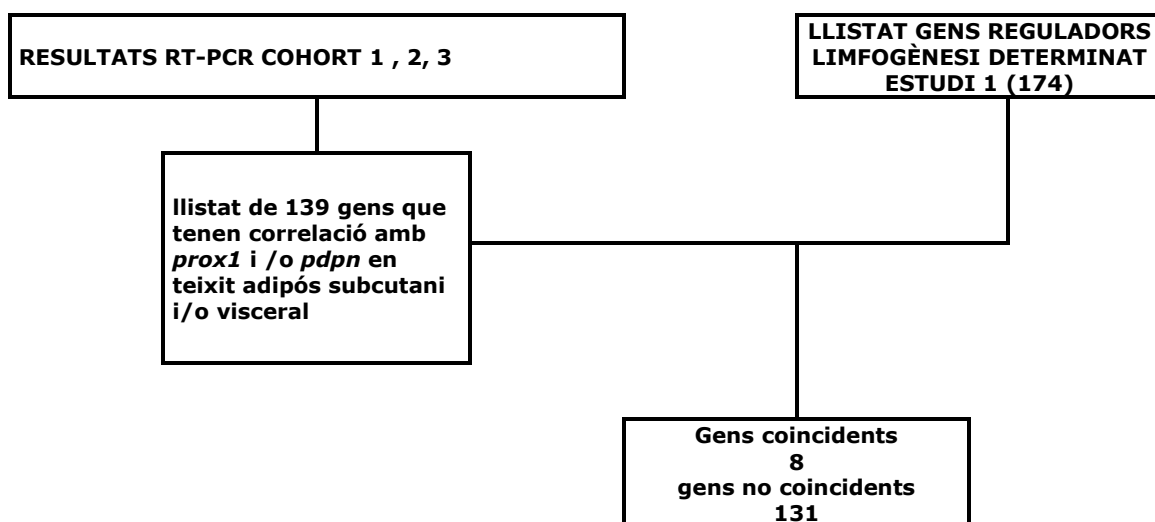 RESULTATS RT-PCR COHORT 1 , 2, 3
LLISTAT GENS REGULADORS
LIMFOGÈNESI DETERMINAT
ESTUDI 1 (174)
llistat de 139 gens que
tenen correlació amb
prox1 i /o pdpn en
teixit adipós subcutani
i/o visceral
Gens coincidents
8
gens no coincidents
131